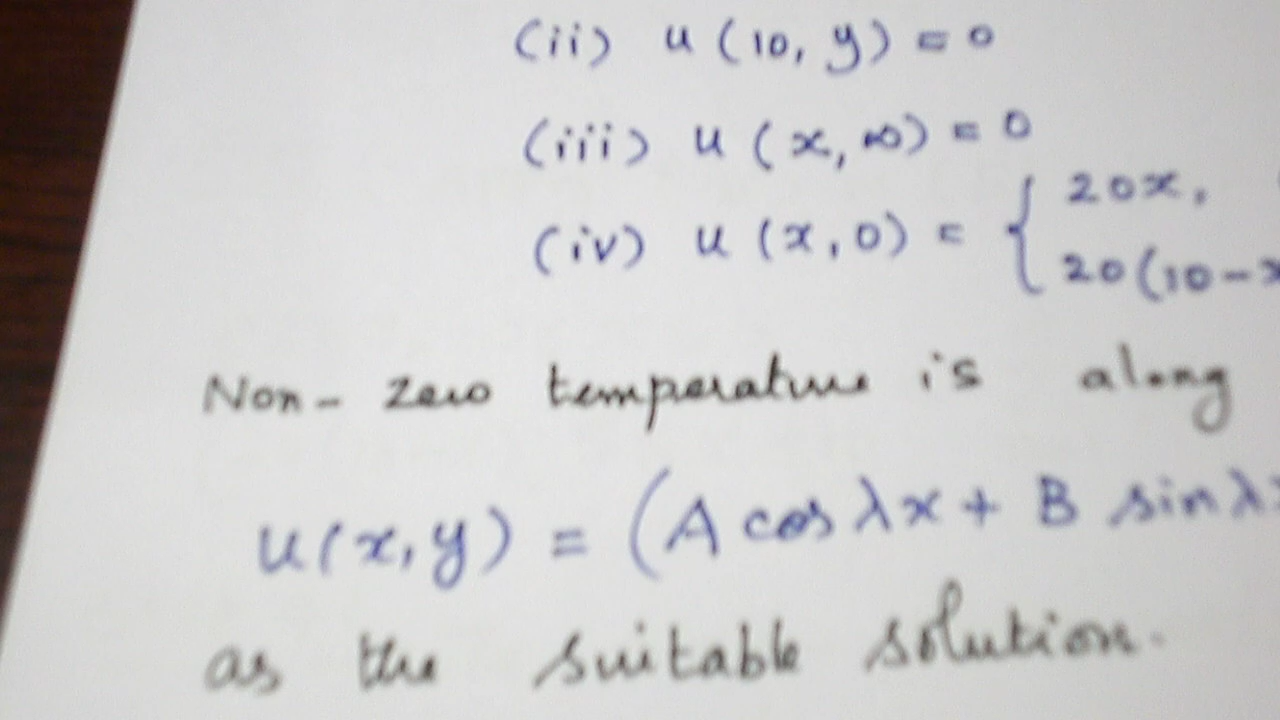 (ii) u (10, y) = 0
(iii) u (x, ∞) = 0
(iv) u (x, 0) = { 20x,
20(10-x
Non-zero temperature is along
u(x, y) = (A cos λx + B sin λx
as the suitable solution.